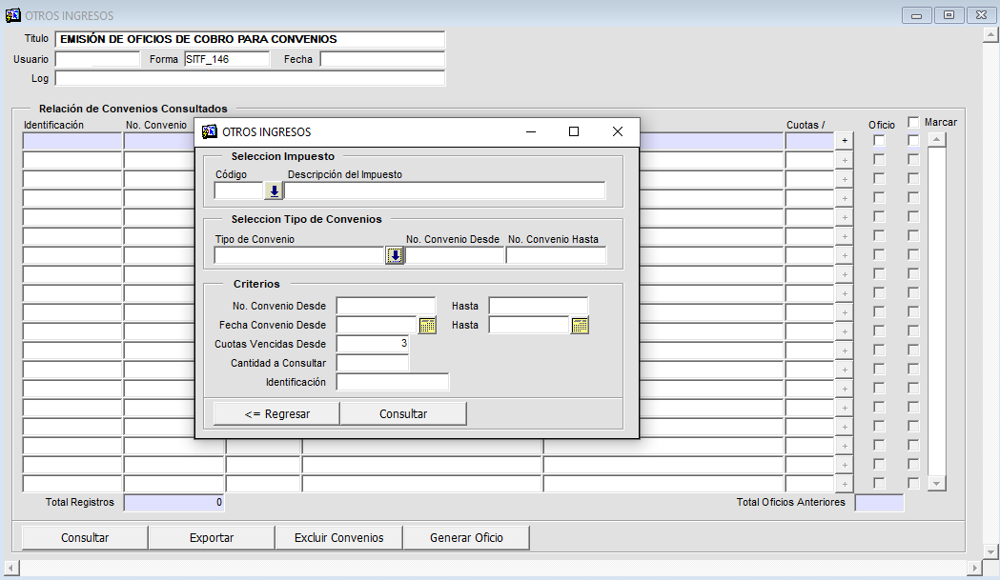 OTROS INGRESOS
Titulo EMISIÓN DE OFICIOS DE COBRO PARA CONVENIOS
Usuario Forma SITF_146 Fecha
Log
Relación de Convenios Consultados
Identificación No. Convenio Cuotas / Oficio Marcar
OTROS INGRESOS
Seleccion Impuesto
Código Descripción del Impuesto
Seleccion Tipo de Convenios
Tipo de Convenio No. Convenio Desde No. Convenio Hasta
Criterios
No. Convenio Desde Hasta
Fecha Convenio Desde Hasta
Cuotas Vencidas Desde 3
Cantidad a Consultar
Identificación
<= Regresar Consultar
Total Registros 0 Total Oficios Anteriores
Consultar Exportar Excluir Convenios Generar Oficio